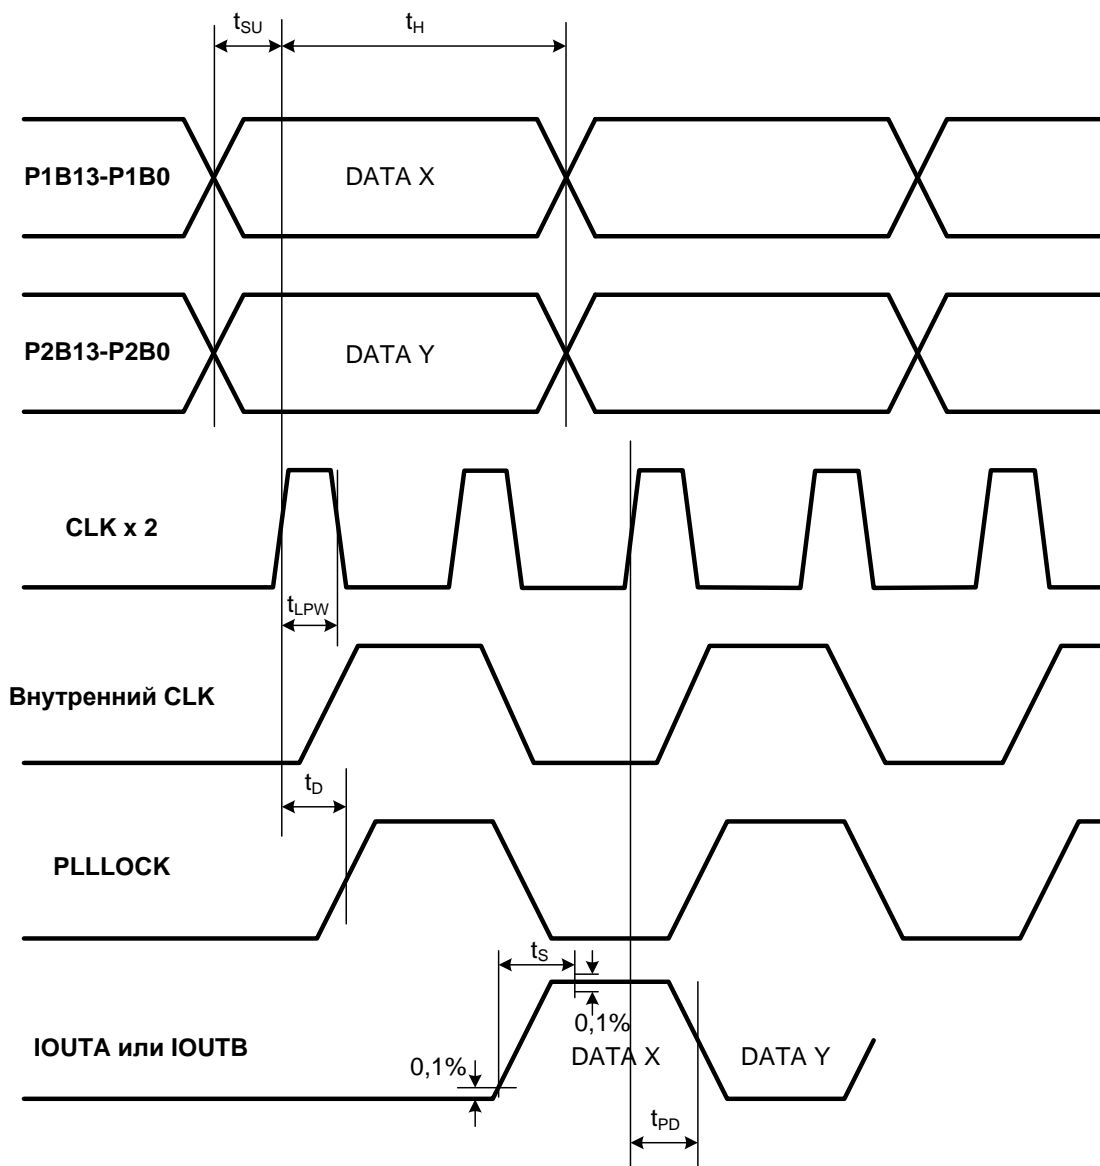 tSU
tH
P1B13-P1B0
DATA X
P2B13-P2B0
DATA Y
CLK x 2
tLPW
Внутренний CLK
tD
PLLLOCK
tS
0,1%
IOUTA или IOUTB
DATA X
DATA Y
0,1%
tPD